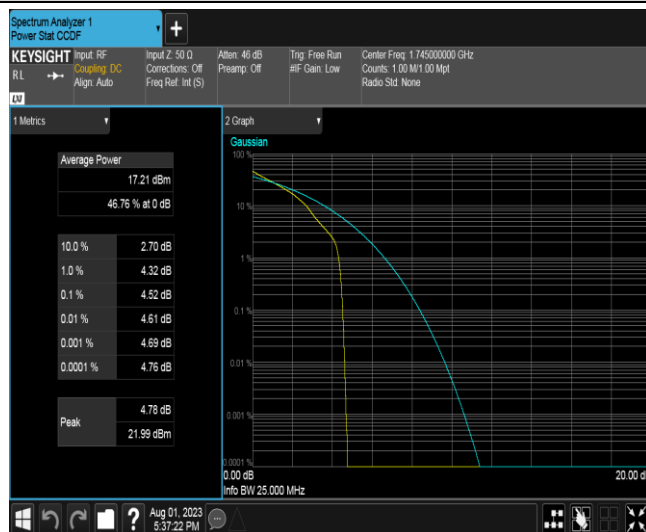 Spectrum Analyzer 1
Power Stat CCDF
+
KEYSIGHT
RL
LXI
Input: RF
Coupling: DC
Align: Auto
Input Z: 50 Ω
Corrections: Off
Freq Ref: Int (S)
Atten: 46 dB
Preamp: Off
Trig: Free Run
#IF Gain: Low
Center Freq: 1.745000000 GHz
Counts: 1.00 M/1.00 Mpt
Radio Std: None
1 Metrics
Average Power
17.21 dBm
46.76 % at 0 dB
10.0 % 2.70 dB
1.0 % 4.32 dB
0.1 % 4.52 dB
0.01 % 4.61 dB
0.001 % 4.69 dB
0.0001 % 4.76 dB
Peak
4.78 dB
21.99 dBm
2 Graph
Gaussian
100 %
10 %
1 %
0.1 %
0.01 %
0.001 %
0.0001 %
0.00 dB
20.00 d
Info BW 25.000 MHz
?
Aug 01, 2023
5:37:22 PM